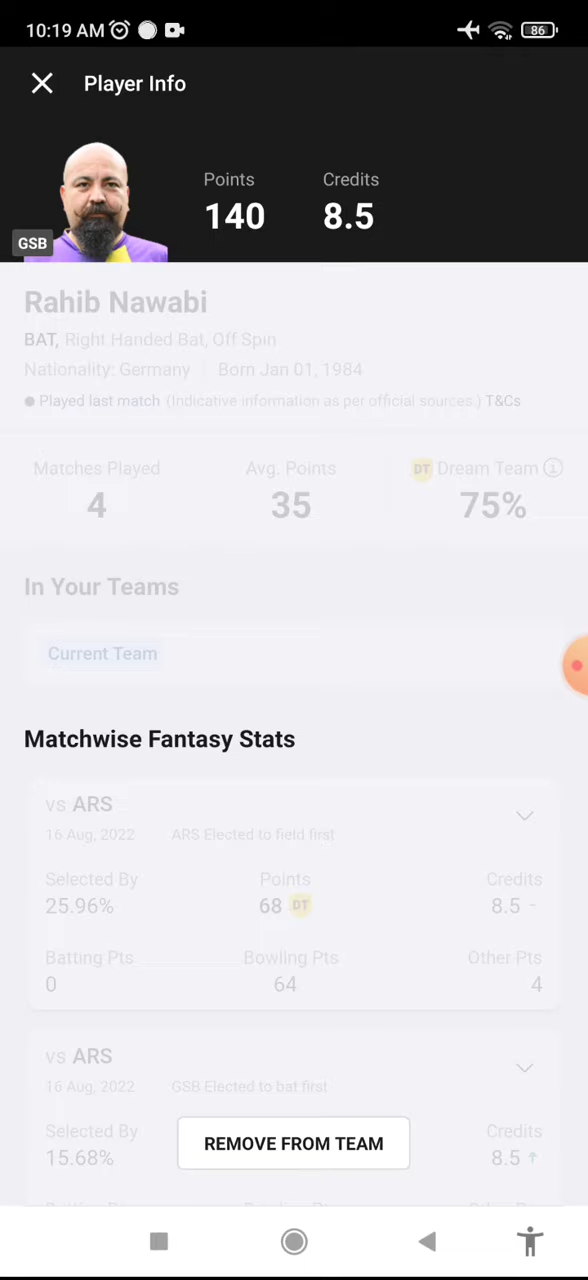 10:19 AM 86
Player Info
Points Credits
140 8.5
GSB
Rahib Nawabi
BAT, Right Handed Bat, Off Spin
Nationality: Germany Born Jan 01, 1984
Played last match (Indicative information as per official sources.) T&Cs
Matches Played Avg. Points DT Dream Team
4 35 75%
In Your Teams
Current Team
Matchwise Fantasy Stats
vs ARS
16 Aug, 2022 ARS Elected to field first
Selected By Points Credits
25.96% 68 DT 8.5 -
Batting Pts Bowling Pts Other Pts
0 64 4
vs ARS
16 Aug, 2022 GSB Elected to bat first
Selected By Credits
15.68% 8.5
REMOVE FROM TEAM